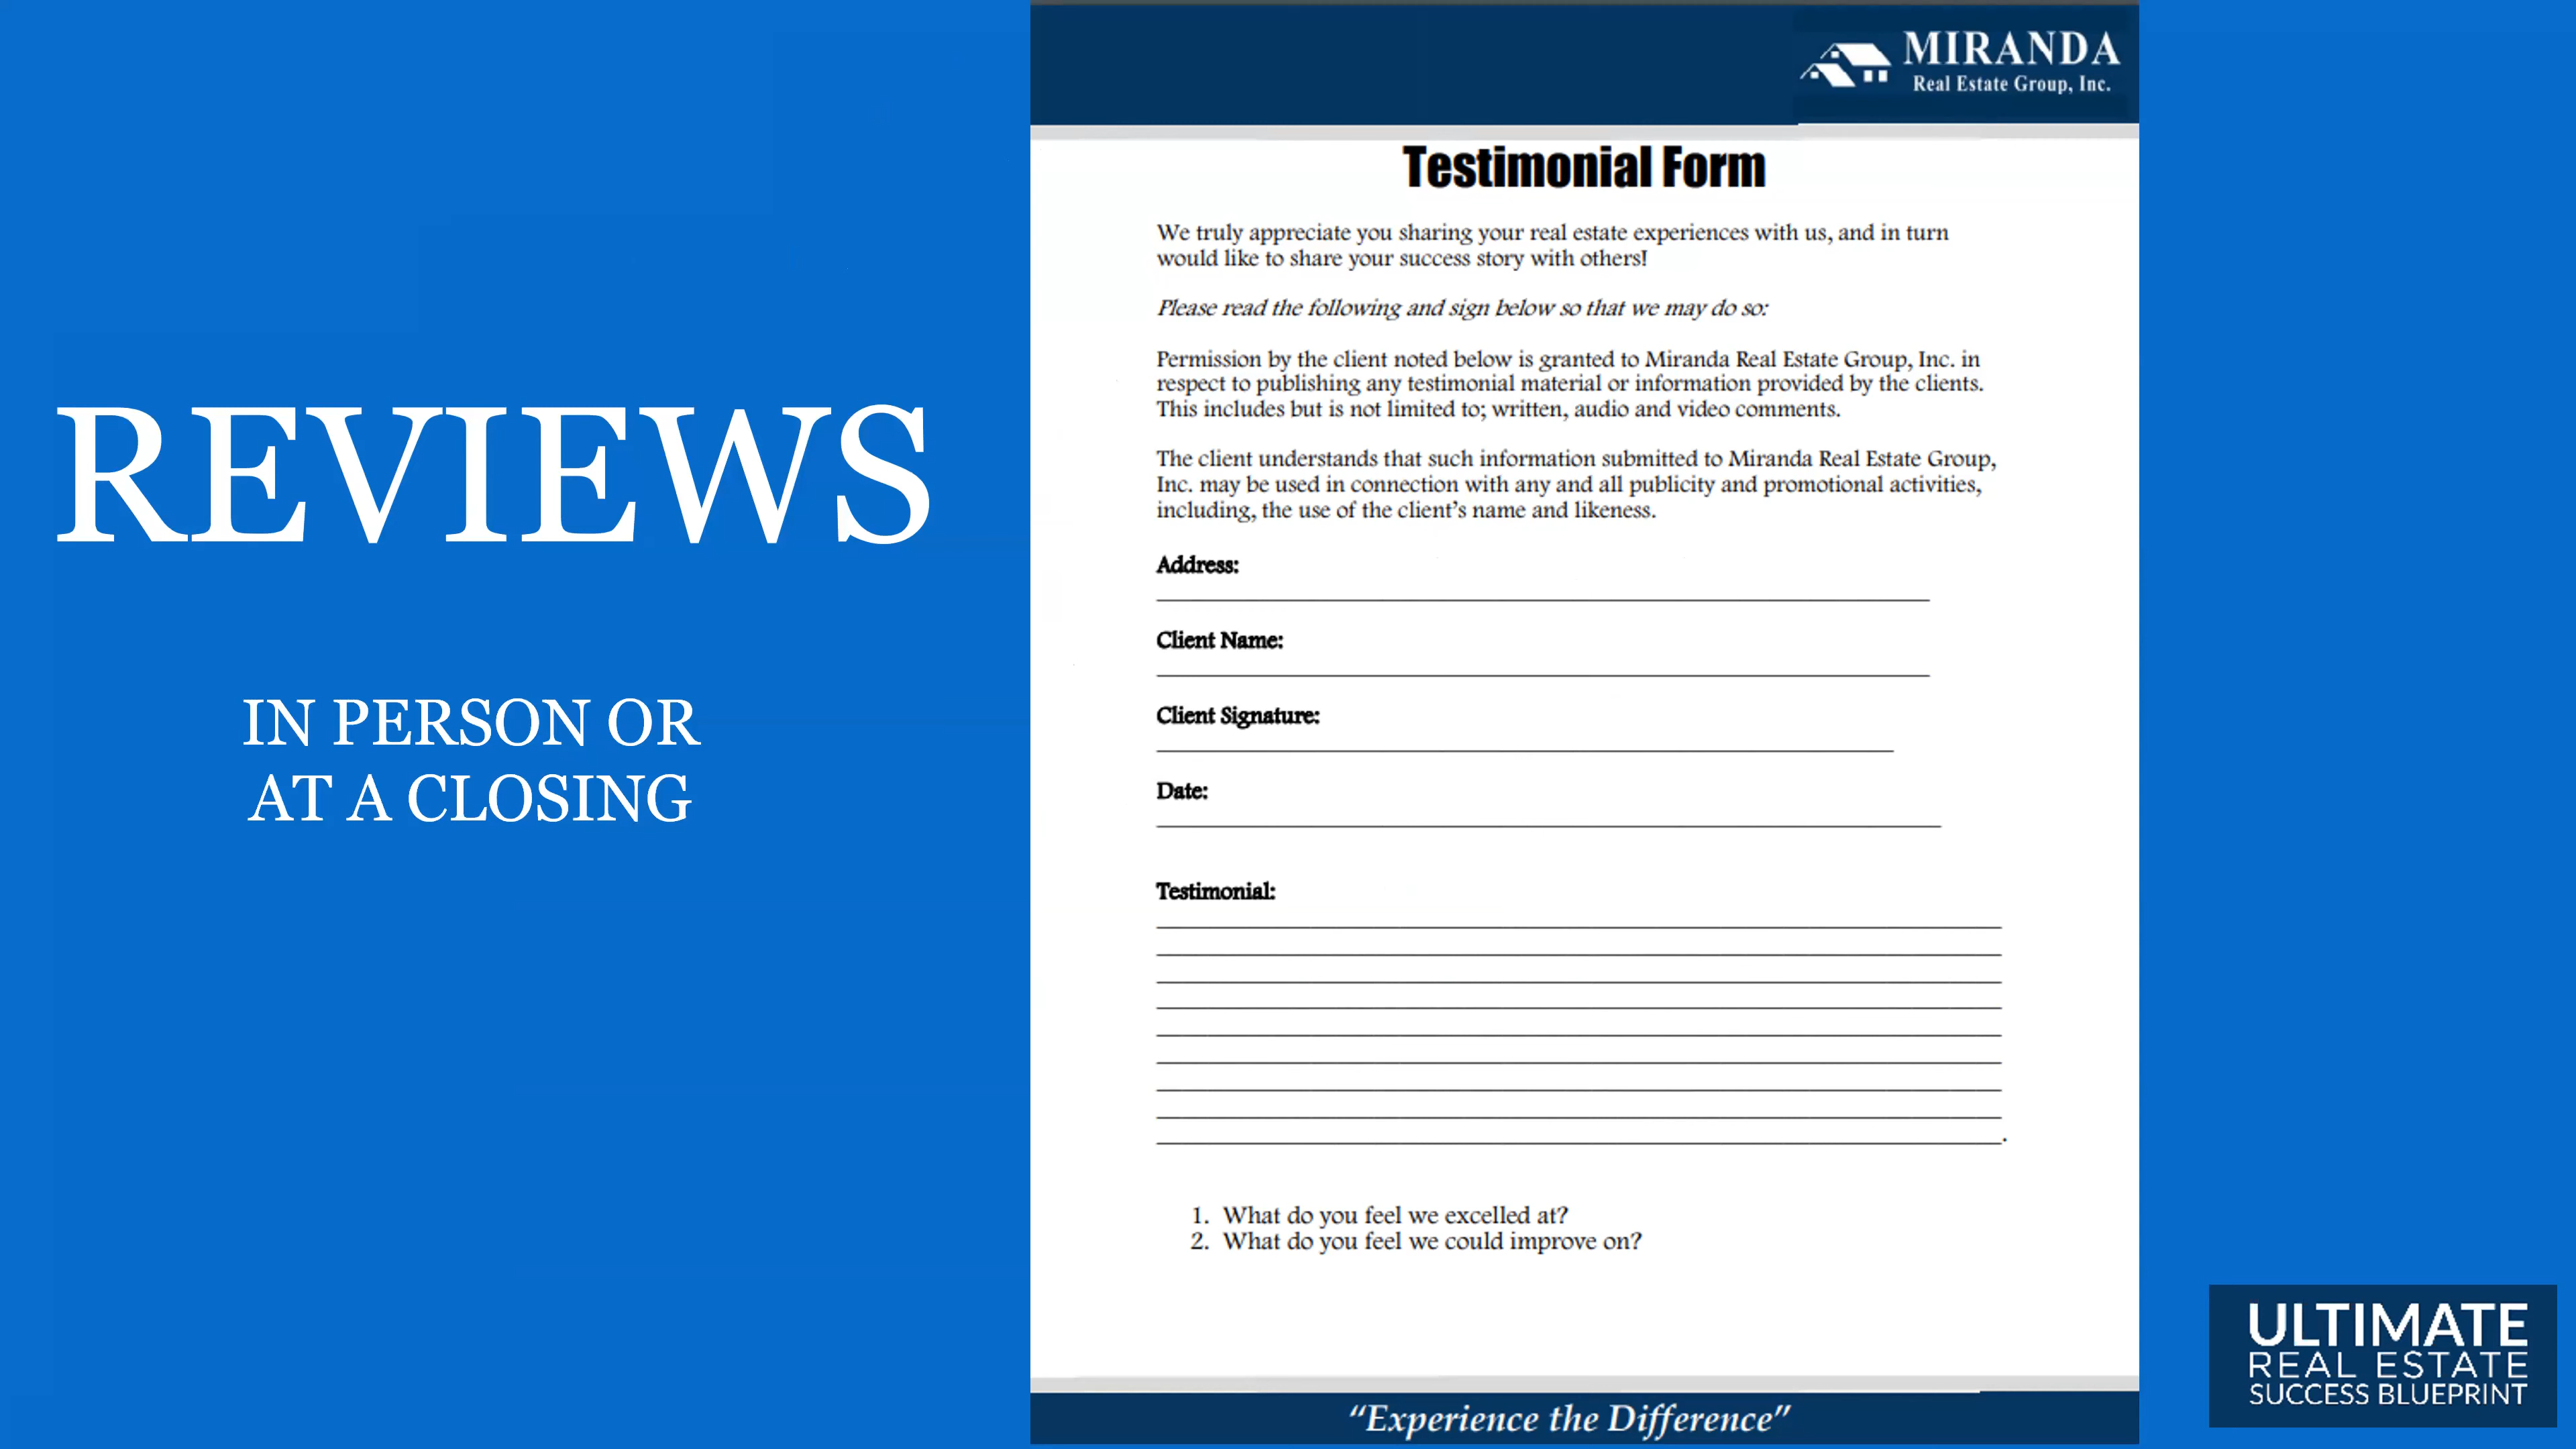 REVIEWS
IN PERSON OR
AT A CLOSING
MIRANDA
Real Estate Group, Inc.
Testimonial Form
We truly appreciate you sharing your real estate experiences with us, and in turn
would like to share your success story with others!
Please read the following and sign below so that we may do so:
Permission by the client noted below is granted to Miranda Real Estate Group, Inc. in
respect to publishing any testimonial material or information provided by the clients.
This includes but is not limited to; written, audio and video comments.
The client understands that such information submitted to Miranda Real Estate Group,
Inc. may be used in connection with any and all publicity and promotional activities,
including, the use of the client's name and likeness.
Address:
Client Name:
Client Signature:
Date:
Testimonial:
1. What do you feel we excelled at?
2. What do you feel we could improve on?
"Experience the Difference"
ULTIMATE
REAL ESTATE
SUCCESS BLUEPRINT